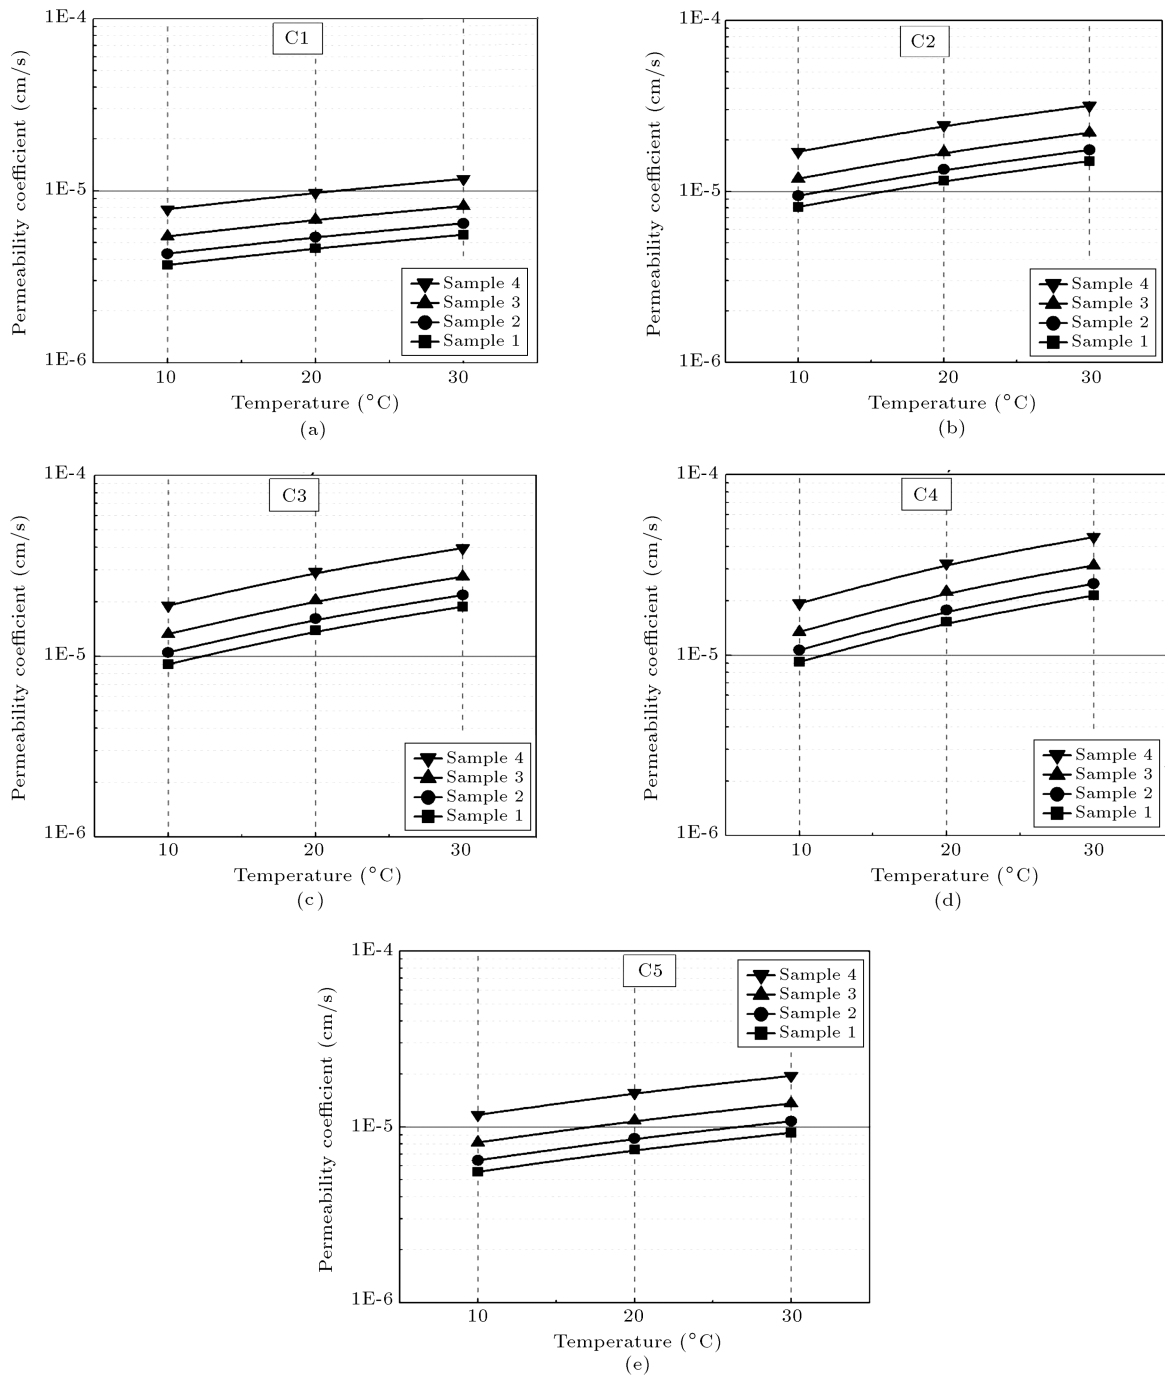 1E-4
C1
Permeability coefficient (cm/s)
1E-5
Sample 4
Sample 3
Sample 2
Sample 1
1E-6
10 20 30
Temperature (°C)
(a)
1E-4
C2
Permeability coefficient (cm/s)
1E-5
Sample 4
Sample 3
Sample 2
Sample 1
1E-6
10 20 30
Temperature (°C)
(b)
1E-4
C3
Permeability coefficient (cm/s)
1E-5
Sample 4
Sample 3
Sample 2
Sample 1
1E-6
10 20 30
Temperature (°C)
(c)
1E-4
C4
Permeability coefficient (cm/s)
1E-5
Sample 4
Sample 3
Sample 2
Sample 1
1E-6
10 20 30
Temperature (°C)
(d)
1E-4
C5
Sample 4
Sample 3
Sample 2
Sample 1
Permeability coefficient (cm/s)
1E-5
1E-6
10 20 30
Temperature (°C)
(e)